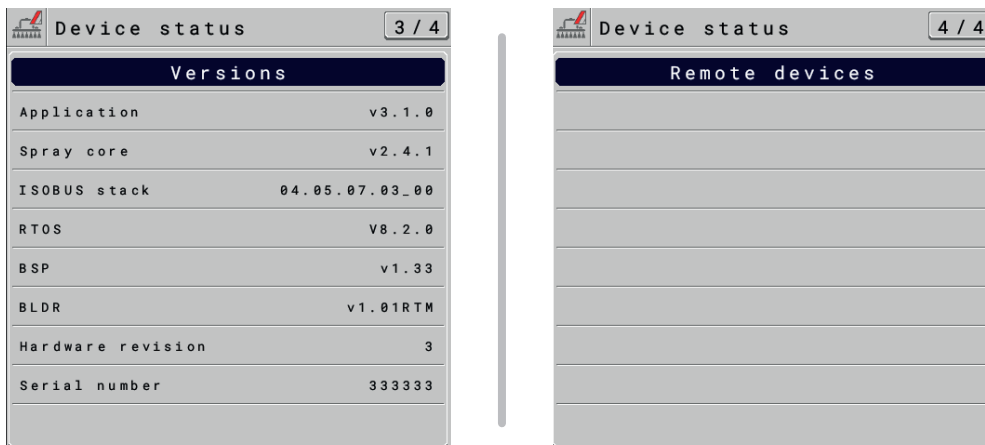 Device status 3/4
Versions
Application v3.1.0
Spray core v2.4.1
ISOBUS stack 04.05.07.03_00
RTOS V8.2.0
BSP v1.33
BLDR v1.01RTM
Hardware revision 3
Serial number 333333
Device status 4/4
Remote devices